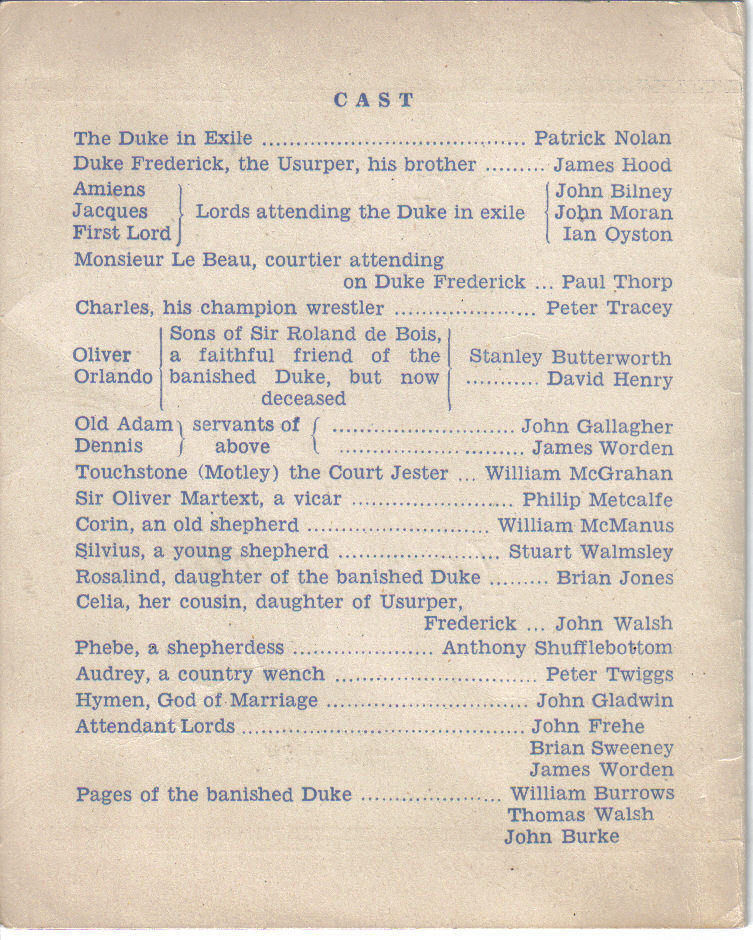 CAST
The Duke in Exile ....................................... Patrick Nolan
Duke Frederick, the Usurper, his brother ......... James Hood
Amiens John Bilney
Jacques Lords attending the Duke in exile John Moran
First Lord Ian Oyston
Monsieur Le Beau, courtier attending
on Duke Frederick ... Paul Thorp
Charles, his champion wrestler ..................... Peter Tracey
Sons of Sir Roland de Bois,
Oliver a faithful friend of the Stanley Butterworth
Orlando banished Duke, but now ........... David Henry
deceased
Old Adam servants of ........................... John Gallagher
Dennis above ........................... James Worden
Touchstone (Motley) the Court Jester ... William McGrahan
Sir Oliver Martext, a vicar ........................ Philip Metcalfe
Corin, an old shepherd ........................... William McManus
Silvius, a young shepherd ........................ Stuart Walmsley
Rosalind, daughter of the banished Duke ......... Brian Jones
Celia, her cousin, daughter of Usurper,
Frederick ... John Walsh
Phebe, a shepherdess ..................... Anthony Shufflebottom
Audrey, a country wench .............................. Peter Twiggs
Hymen, God of Marriage .............................. John Gladwin
Attendant Lords .......................................... John Frehe
Brian Sweeney
James Worden
Pages of the banished Duke ..................... William Burrows
Thomas Walsh
John Burke